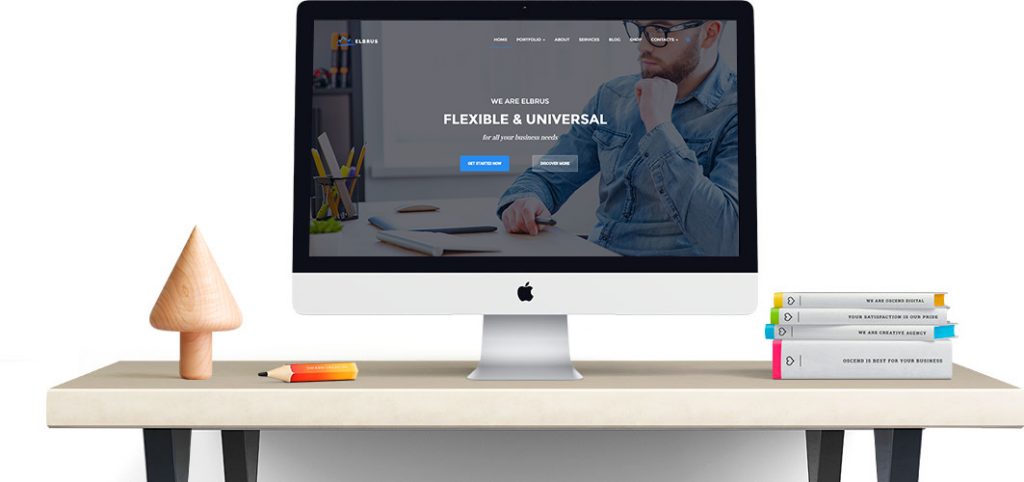 ELBRUS
HOME PORTFOLIO ABOUT SERVICES BLOG SHOP CONTACTS
WE ARE ELBRUS
FLEXIBLE & UNIVERSAL
for all your business needs
GET STARTED NOW DISCOVER MORE
WE ARE OSCEND DIGITAL
YOUR SATISFACTION IS OUR PRIDE
WE ARE CREATIVE AGENCY
OSCEND IS BEST FOR YOUR BUSINESS